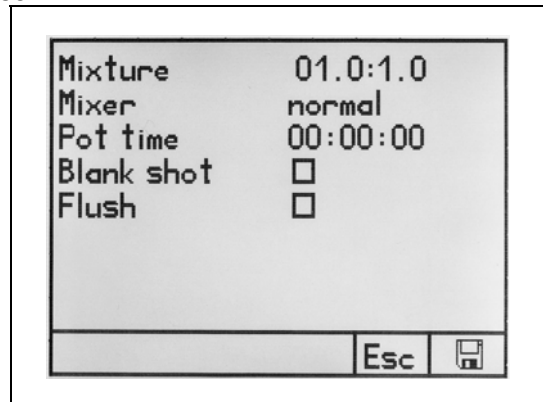 Mixture 01.0:1.0
Mixer normal
Pot time 00:00:00
Blank shot
Flush
Esc